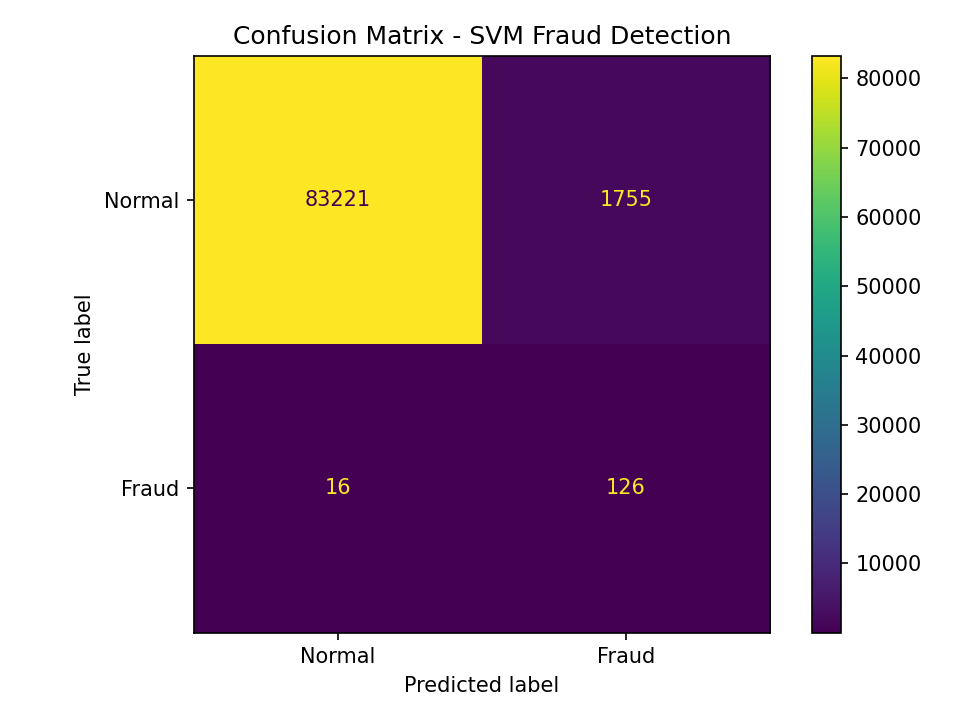 Confusion Matrix - SVM Fraud Detection
True label
Normal
83221
1755
Fraud
16
126
Normal
Fraud
Predicted label
80000
70000
60000
50000
40000
30000
20000
10000